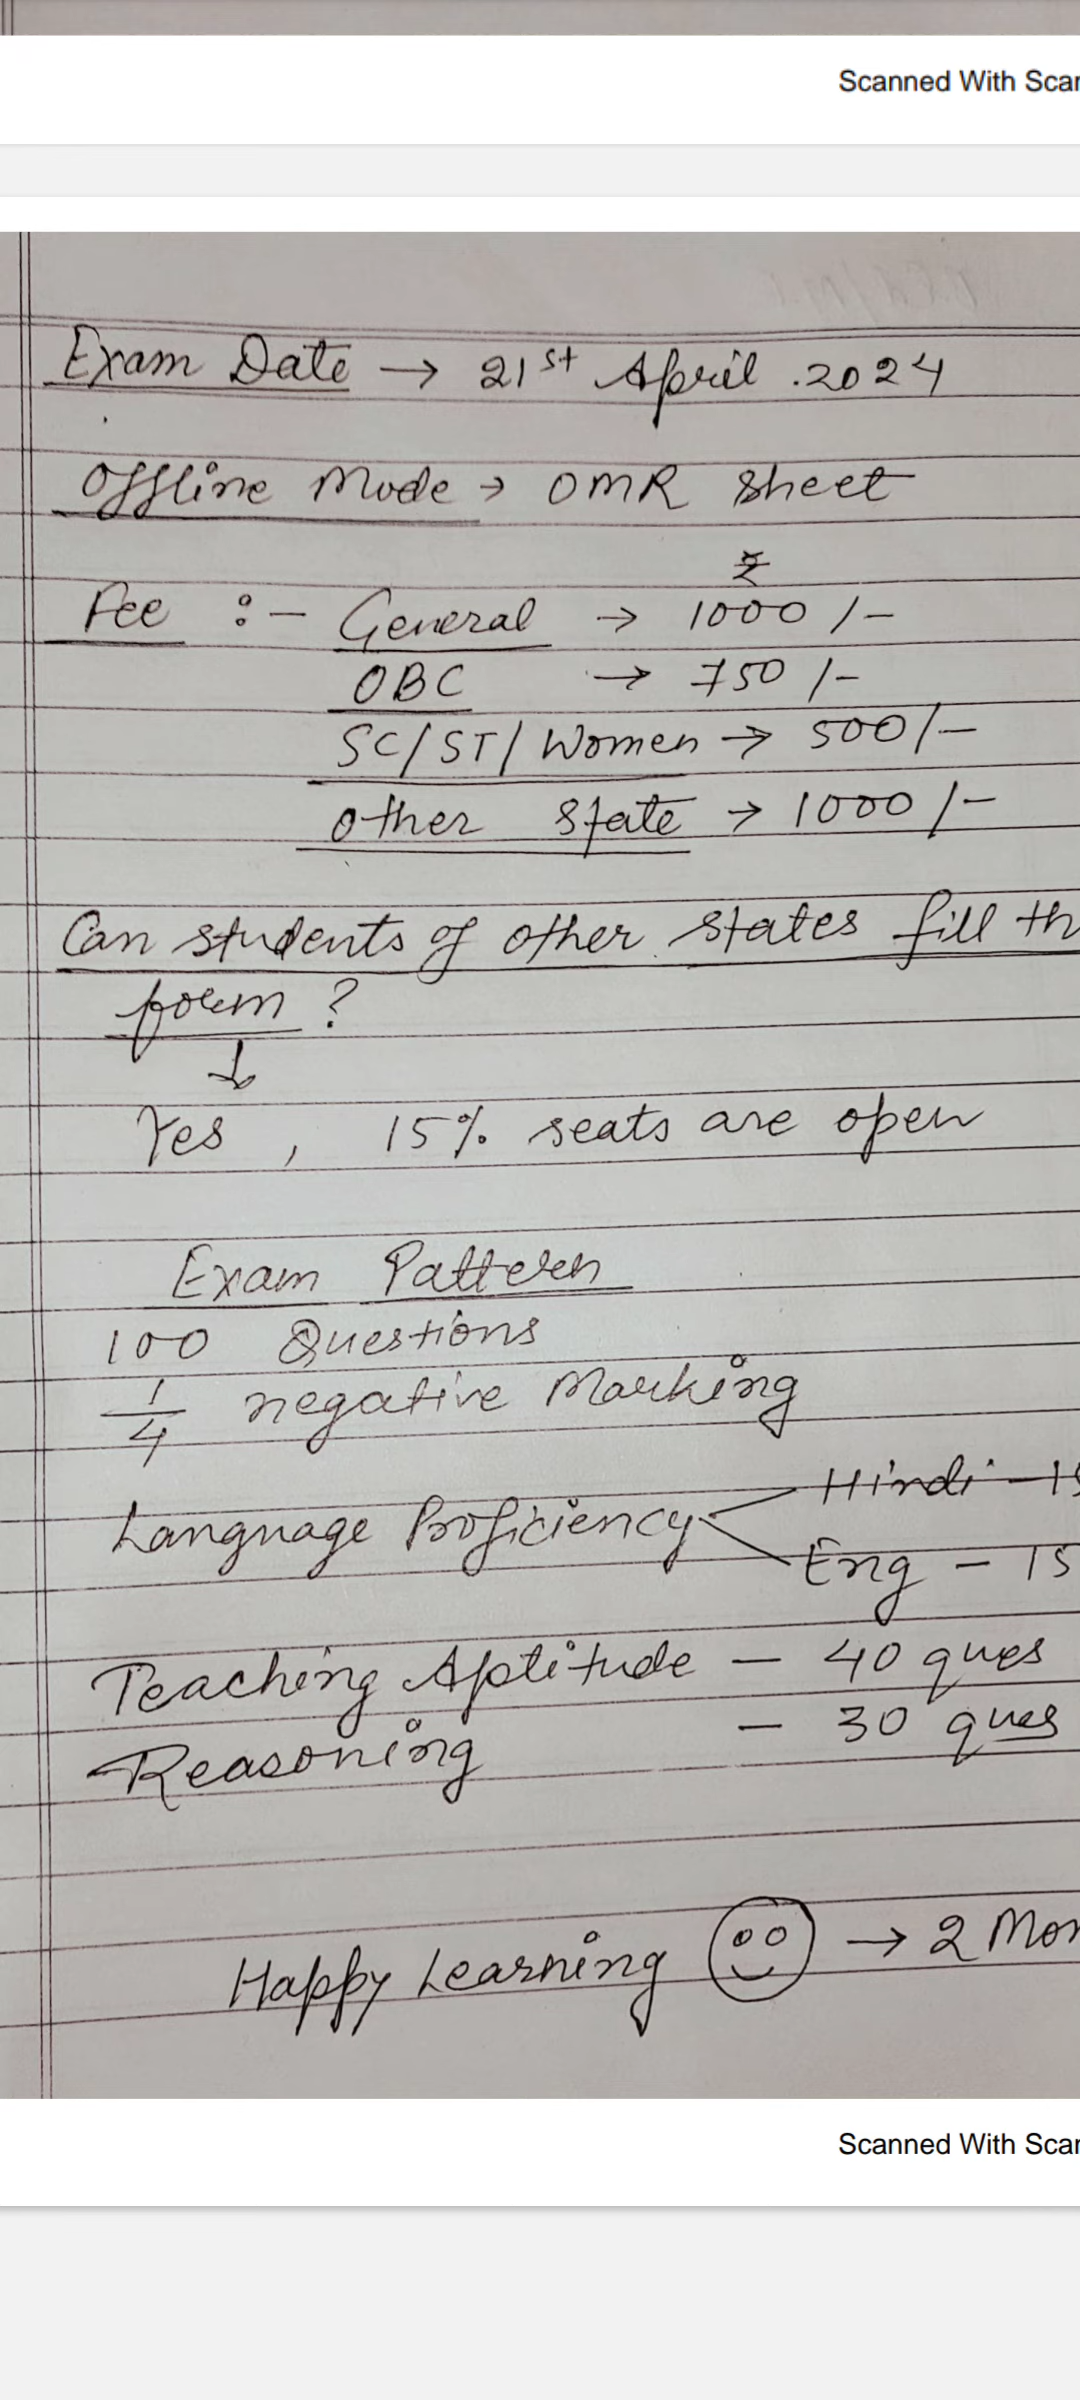 Scanned With Scan
Exam Date → 21st April .2024
Offline Mode → OMR sheet
₹
Fee :- General → 1000/-
OBC → 750/-
SC/ST/Women → 500/-
Other State → 1000/-
Can students of other states fill th
form ?
↓
Yes , 15% seats are open
Exam Pattern
100 Questions
1/4 negative Marking
Language Proficiency Hindi - 15
Eng - 15
Teaching Aptitude - 40 ques
Reasoning - 30 ques
Happy Learning → 2 Mon
Scanned With Scan